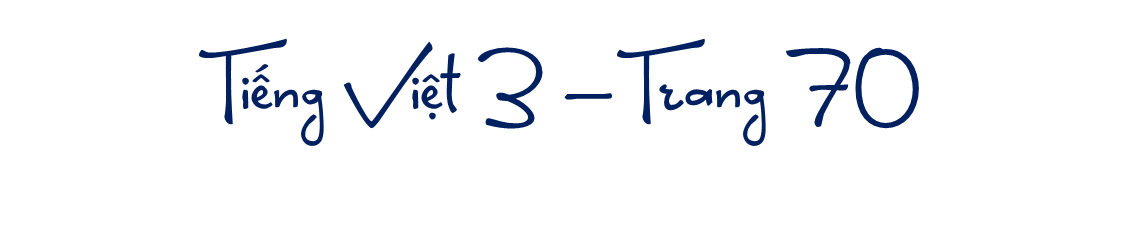 Tiếng Việt 3 – Trang 70